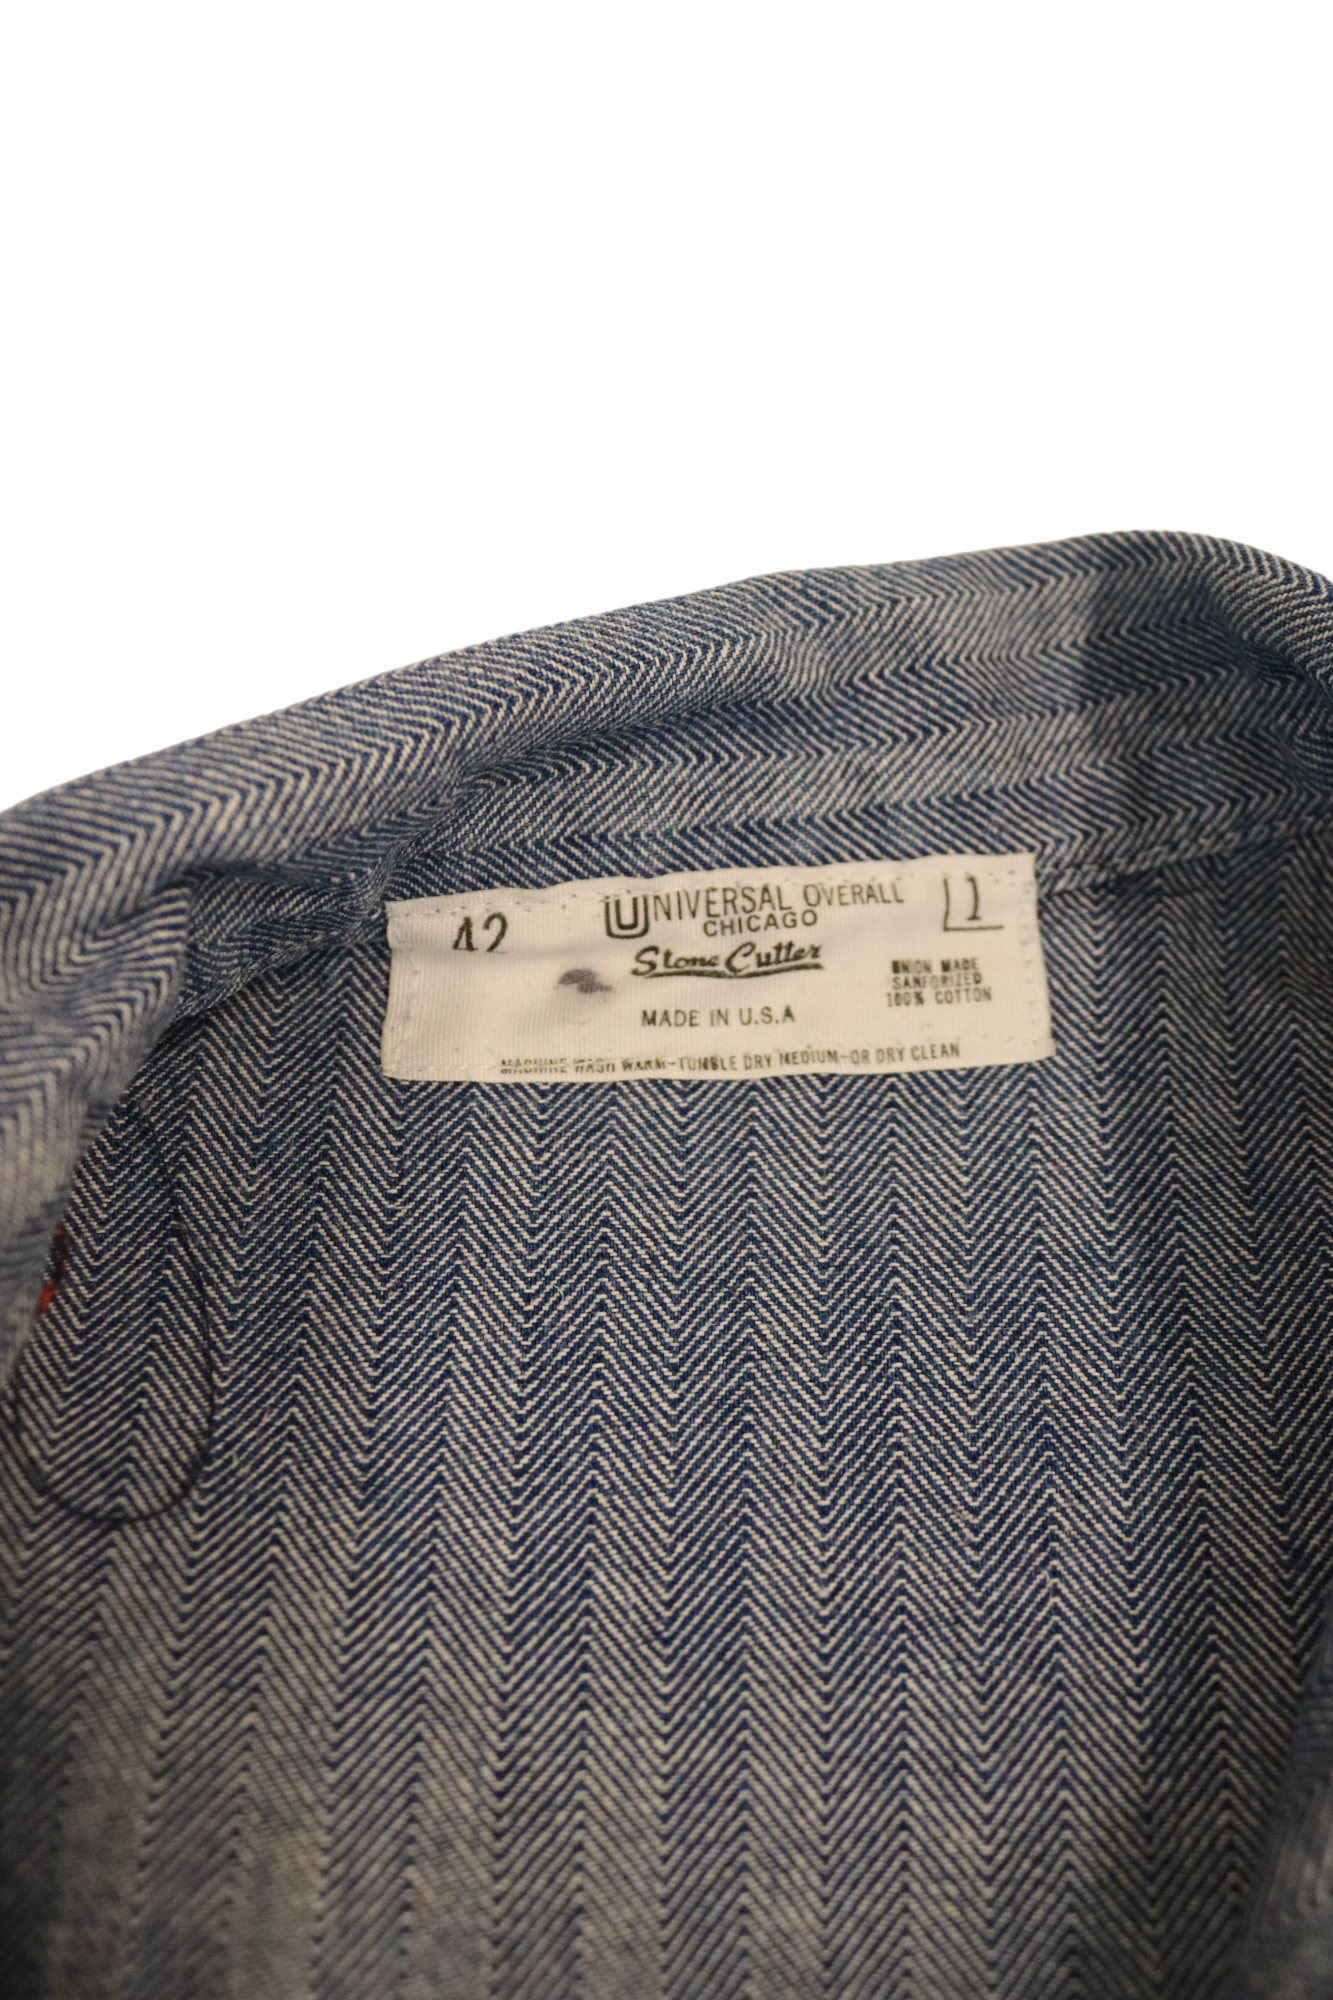 42 UNIVERSAL OVERALL L1
CHICAGO
Stone Cutter
UNION MADE
SANFORIZED
100% COTTON
MADE IN U.S.A
MACHINE WASH WARM-TUMBLE DRY MEDIUM-OR DRY CLEAN